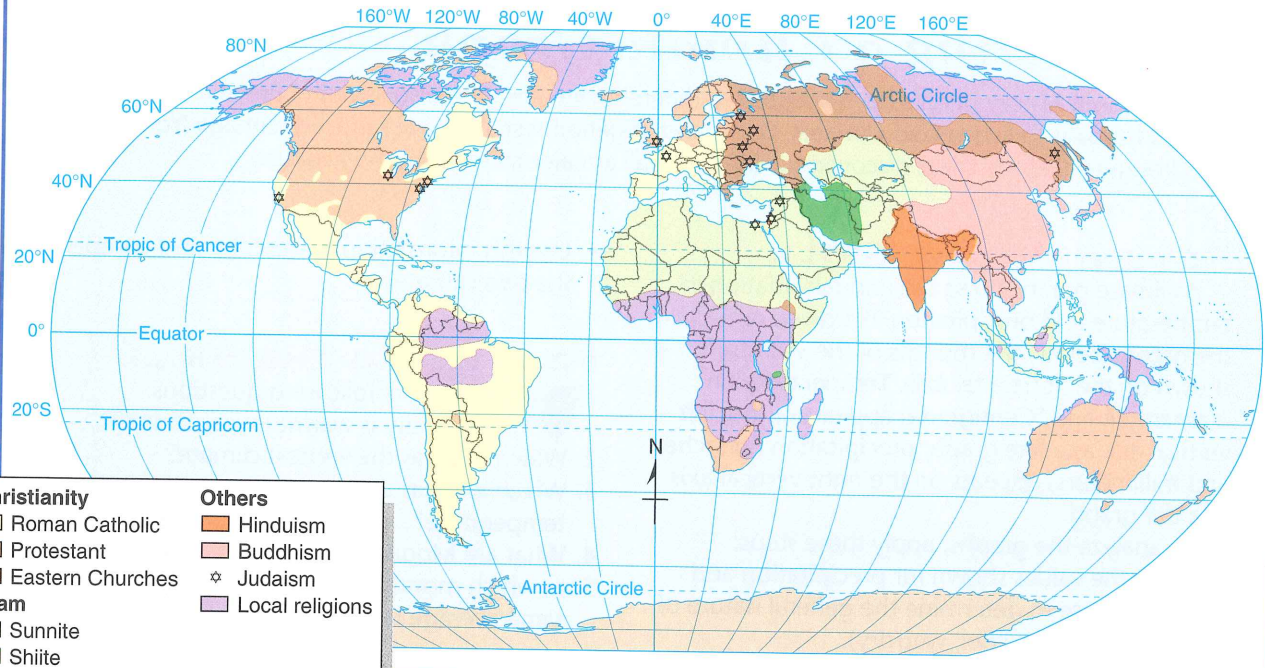 160°W 120°W 80°W 40°W 0° 40°E 80°E 120°E 160°E
80°N
60°N
40°N
20°N
0°
20°S
Arctic Circle
Tropic of Cancer
Equator
Tropic of Capricorn
Antarctic Circle
N
ristianity
Roman Catholic
Protestant
Eastern Churches
am
Sunnite
Shiite
Others
Hinduism
Buddhism
Judaism
Local religions